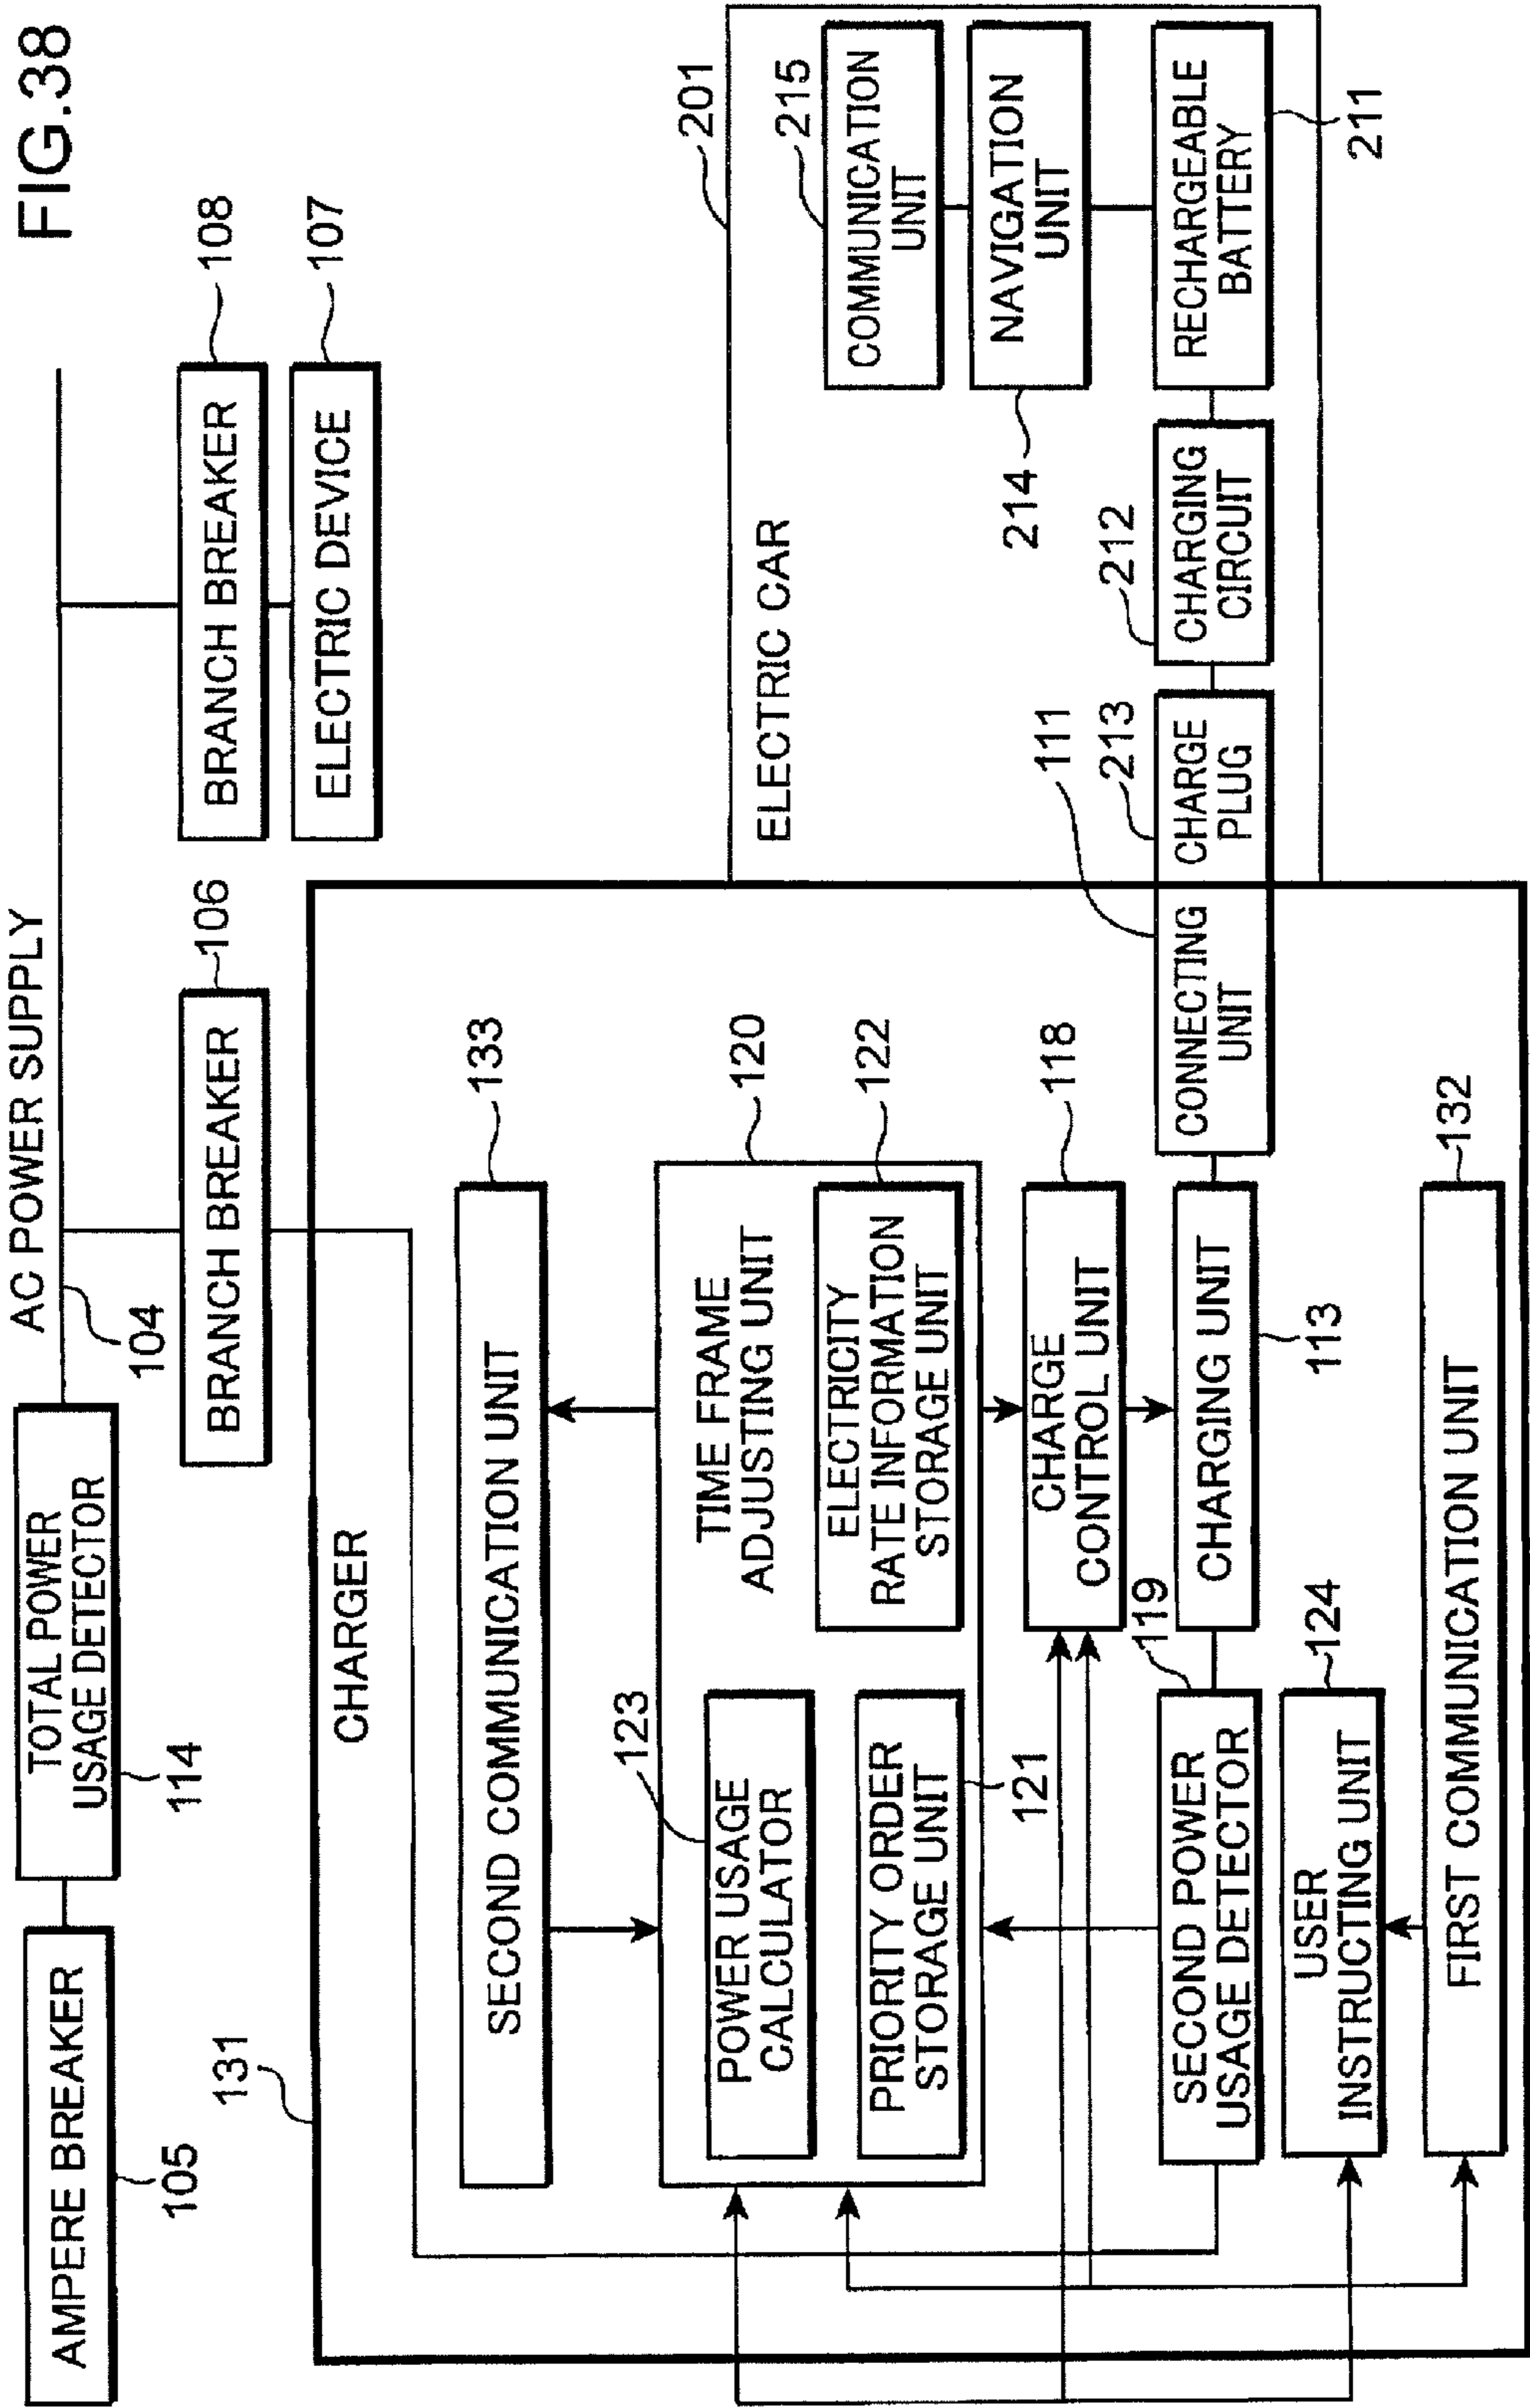 FIG.38
AC POWER SUPPLY
104
AMPERE BREAKER
105
TOTAL POWER
USAGE DETECTOR
114
BRANCH BREAKER
106
BRANCH BREAKER
108
ELECTRIC DEVICE
107
131
CHARGER
SECOND COMMUNICATION UNIT
133
TIME FRAME
ADJUSTING UNIT
120
123
POWER USAGE
CALCULATOR
PRIORITY ORDER
STORAGE UNIT
121
ELECTRICITY
RATE INFORMATION
STORAGE UNIT
122
CHARGE
CONTROL UNIT
118
SECOND POWER
USAGE DETECTOR
119
CHARGING UNIT
113
CONNECTING
UNIT
111
USER
INSTRUCTING UNIT
124
FIRST COMMUNICATION UNIT
132
ELECTRIC CAR
201
COMMUNICATION
UNIT
215
NAVIGATION
UNIT
214
CHARGE
PLUG
213
CHARGING
CIRCUIT
212
RECHARGEABLE
BATTERY
211